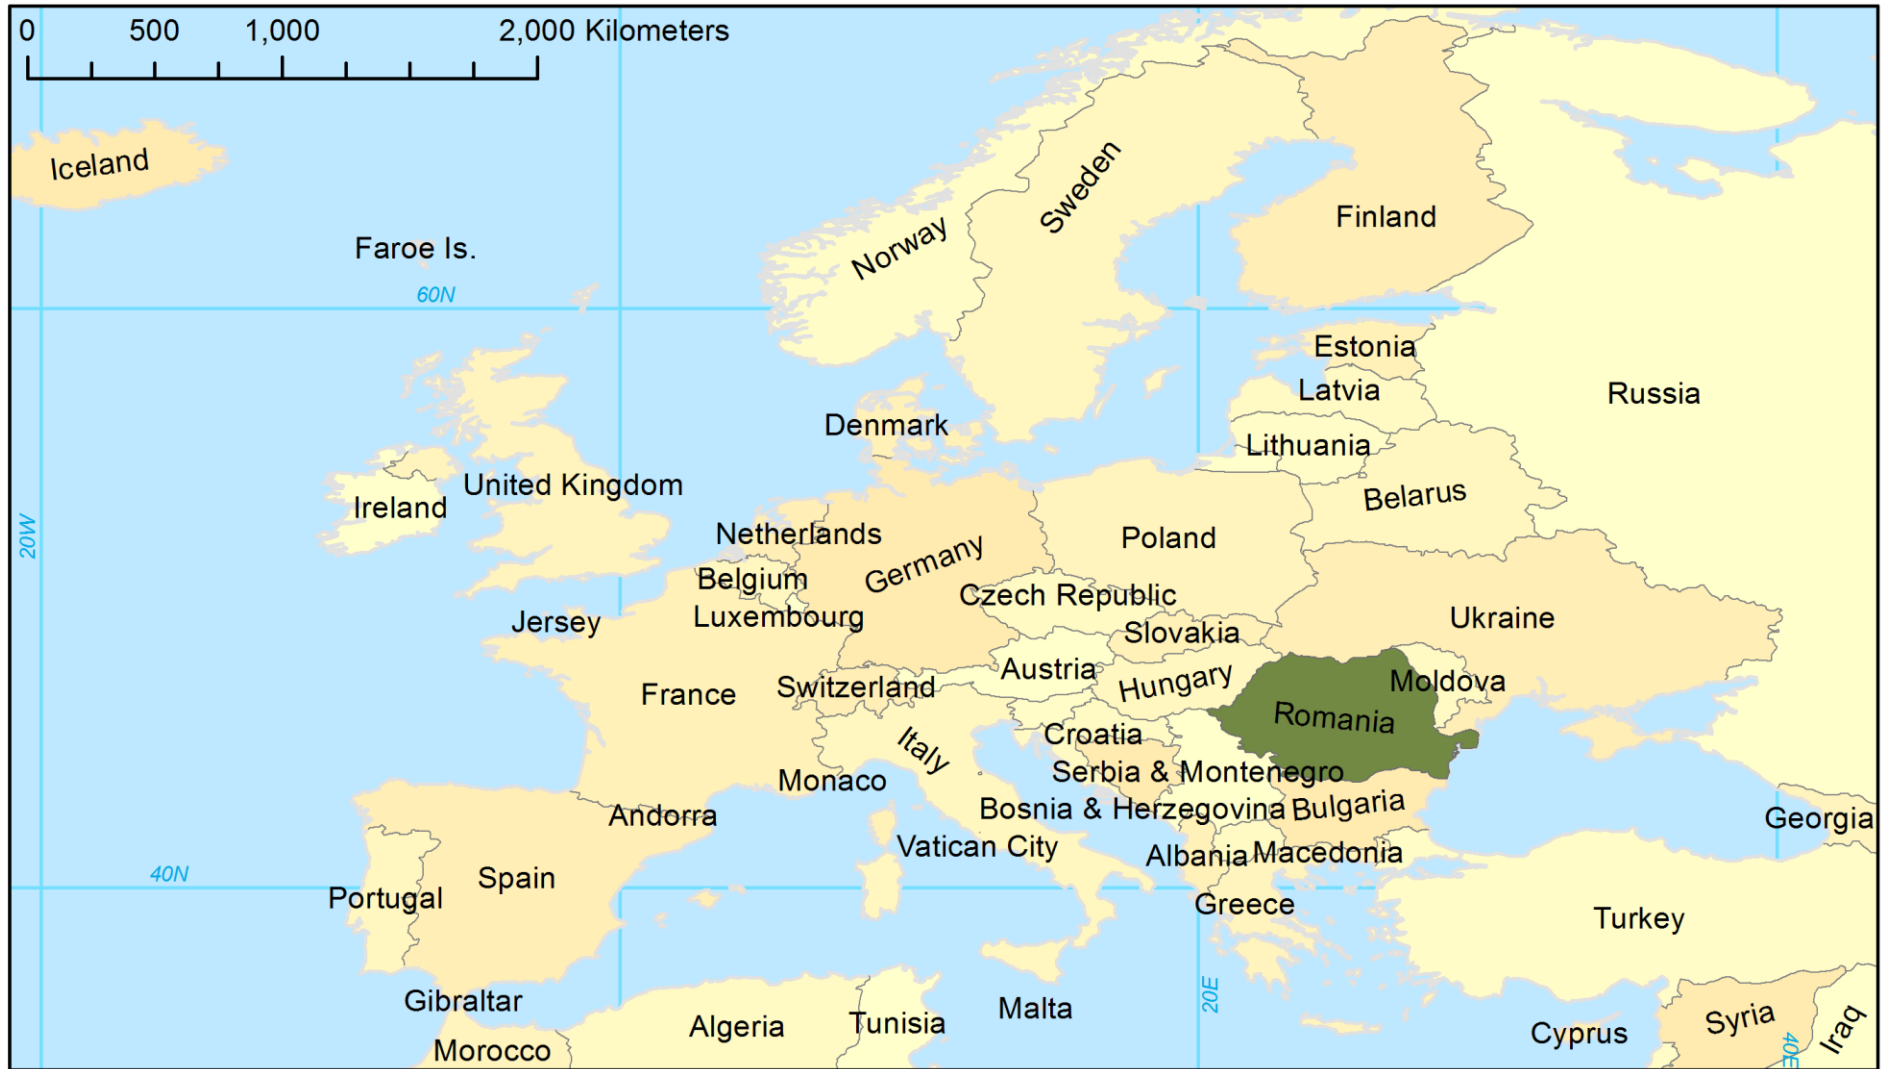 0 500 1,000 2,000 Kilometers
Iceland
Sweden
Finland
Norway
Faroe Is.
60N
Estonia
Latvia
Russia
Denmark
Lithuania
United Kingdom
Belarus
Ireland
20W
Netherlands
Poland
Germany
Belgium
Czech Republic
Luxembourg
Ukraine
Jersey
Slovakia
Austria
Hungary
Moldova
Switzerland
France
Romania
Croatia
Italy
Serbia & Montenegro
Monaco
Bosnia & Herzegovina
Bulgaria
Andorra
Georgia
Vatican City
Albania
Macedonia
40N
Spain
Portugal
Greece
Turkey
20E
Gibraltar
Malta
Algeria
Tunisia
Syria
Iraq
Cyprus
Morocco
40E